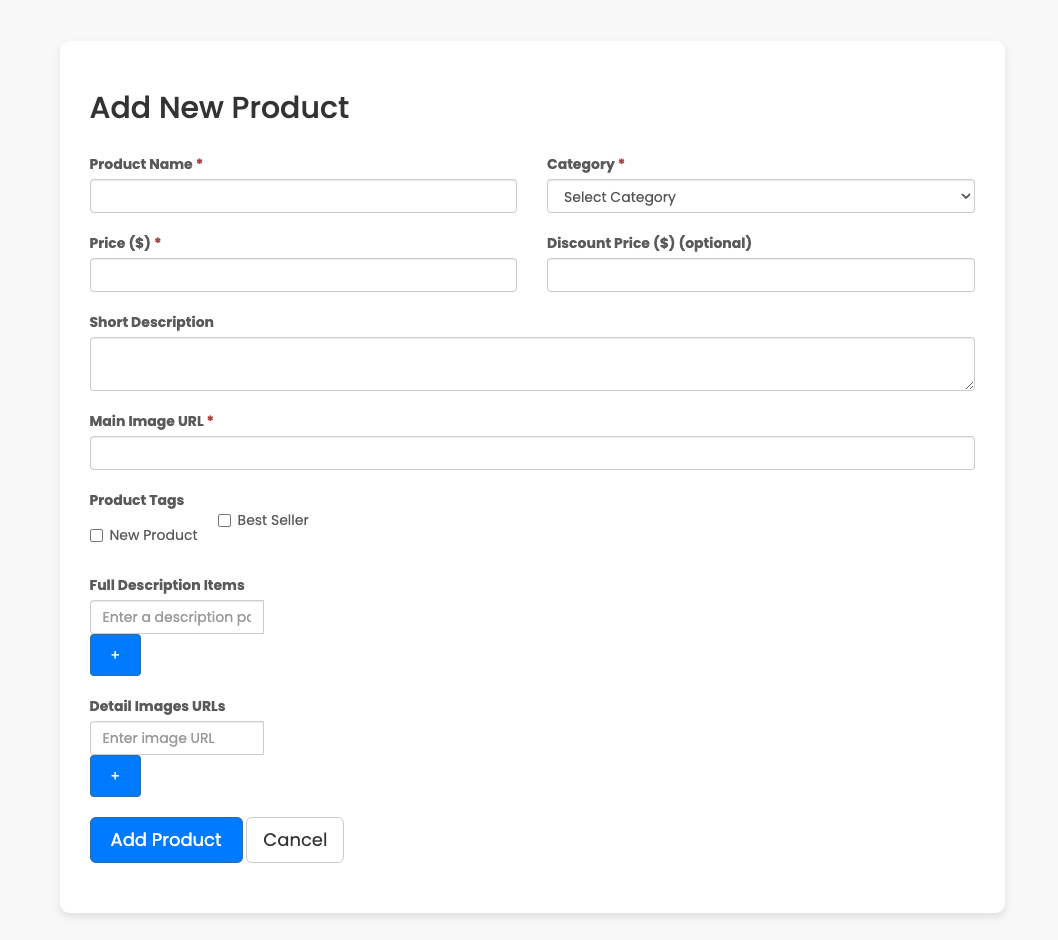 Add New Product
Product Name * Category *
Select Category
Price ($) * Discount Price ($) (optional)
Short Description
Main Image URL *
Product Tags
Best Seller
New Product
Full Description Items
Enter a description po
+
Detail Images URLs
Enter image URL
+
Add Product Cancel